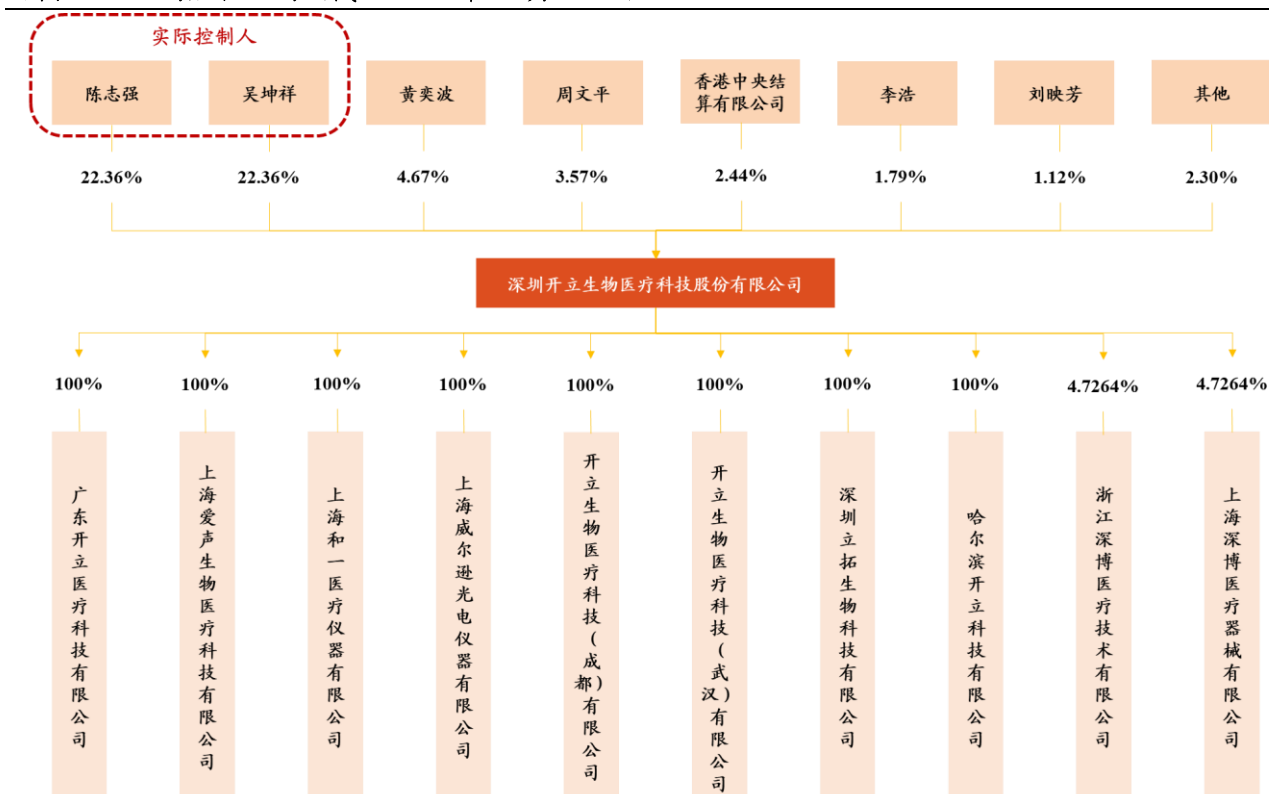 实际控制人
陈志强
吴坤祥
黄奕波
周文平
香港中央结
算有限公司
李浩
刘映芳
其他
22.36%
22.36%
4.67%
3.57%
2.44%
1.79%
1.12%
2.30%
深圳开立生物医疗科技股份有限公司
100%
100%
100%
100%
100%
100%
100%
100%
4.7264%
4.7264%
广东开立医疗科技有限公司
上海爱声生物医疗科技有限公司
上海和一医疗仪器有限公司
上海威尔逊光电仪器有限公司
开立生物医疗科技(成都)有限公司
开立生物医疗科技(武汉)有限公司
深圳立拓生物科技有限公司
哈尔滨开立科技有限公司
浙江深博医疗技术有限公司
上海深博医疗器械有限公司